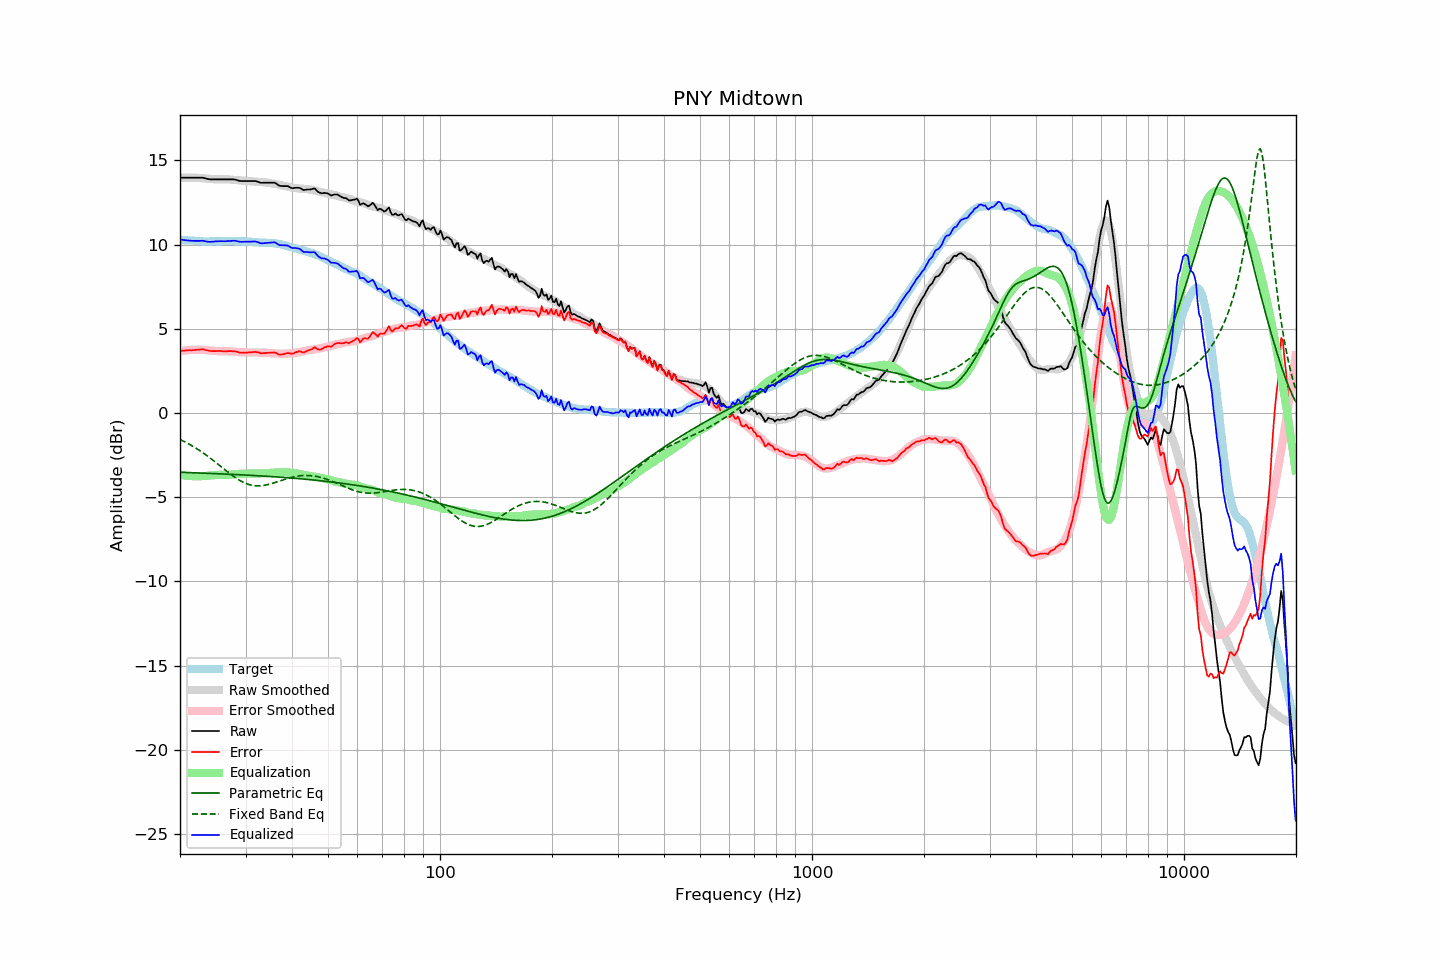 PNY Midtown
Amplitude (dBr)
15
10
5
0
−5
−10
−15
−20
−25
Target
Raw Smoothed
Error Smoothed
Raw
Error
Equalization
Parametric Eq
Fixed Band Eq
Equalized
100
1000
10000
Frequency (Hz)